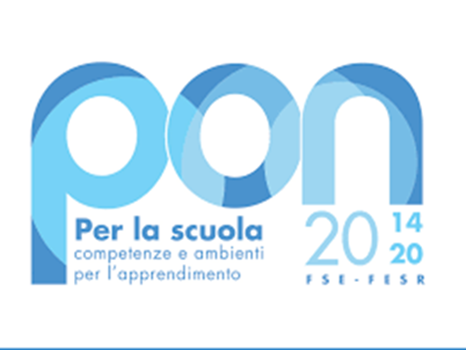 pon
Per la scuola
competenze e ambienti
per l'apprendimento
20 14
20
FSE-FESR